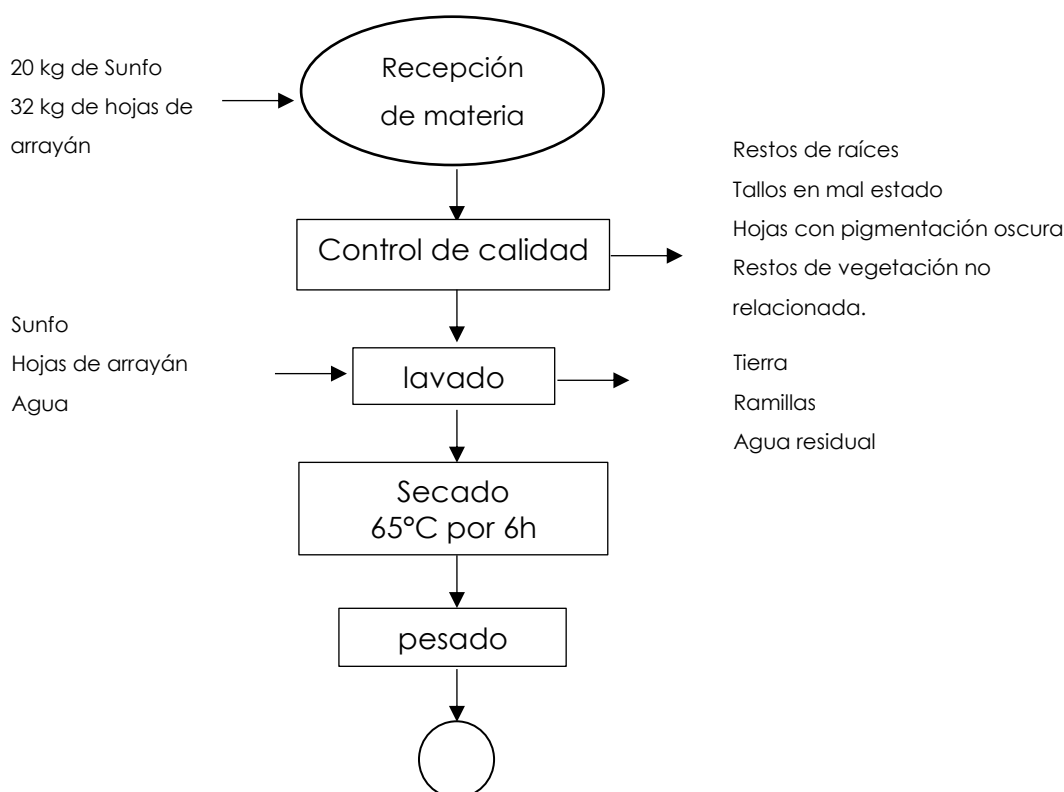 20 kg de Sunfo
32 kg de hojas de
arrayán
Recepción
de materia
Control de calidad
Restos de raíces
Tallos en mal estado
Hojas con pigmentación oscura
Restos de vegetación no
relacionada.
Sunfo
Hojas de arrayán
Agua
lavado
Tierra
Ramillas
Agua residual
Secado
65°C por 6h
pesado